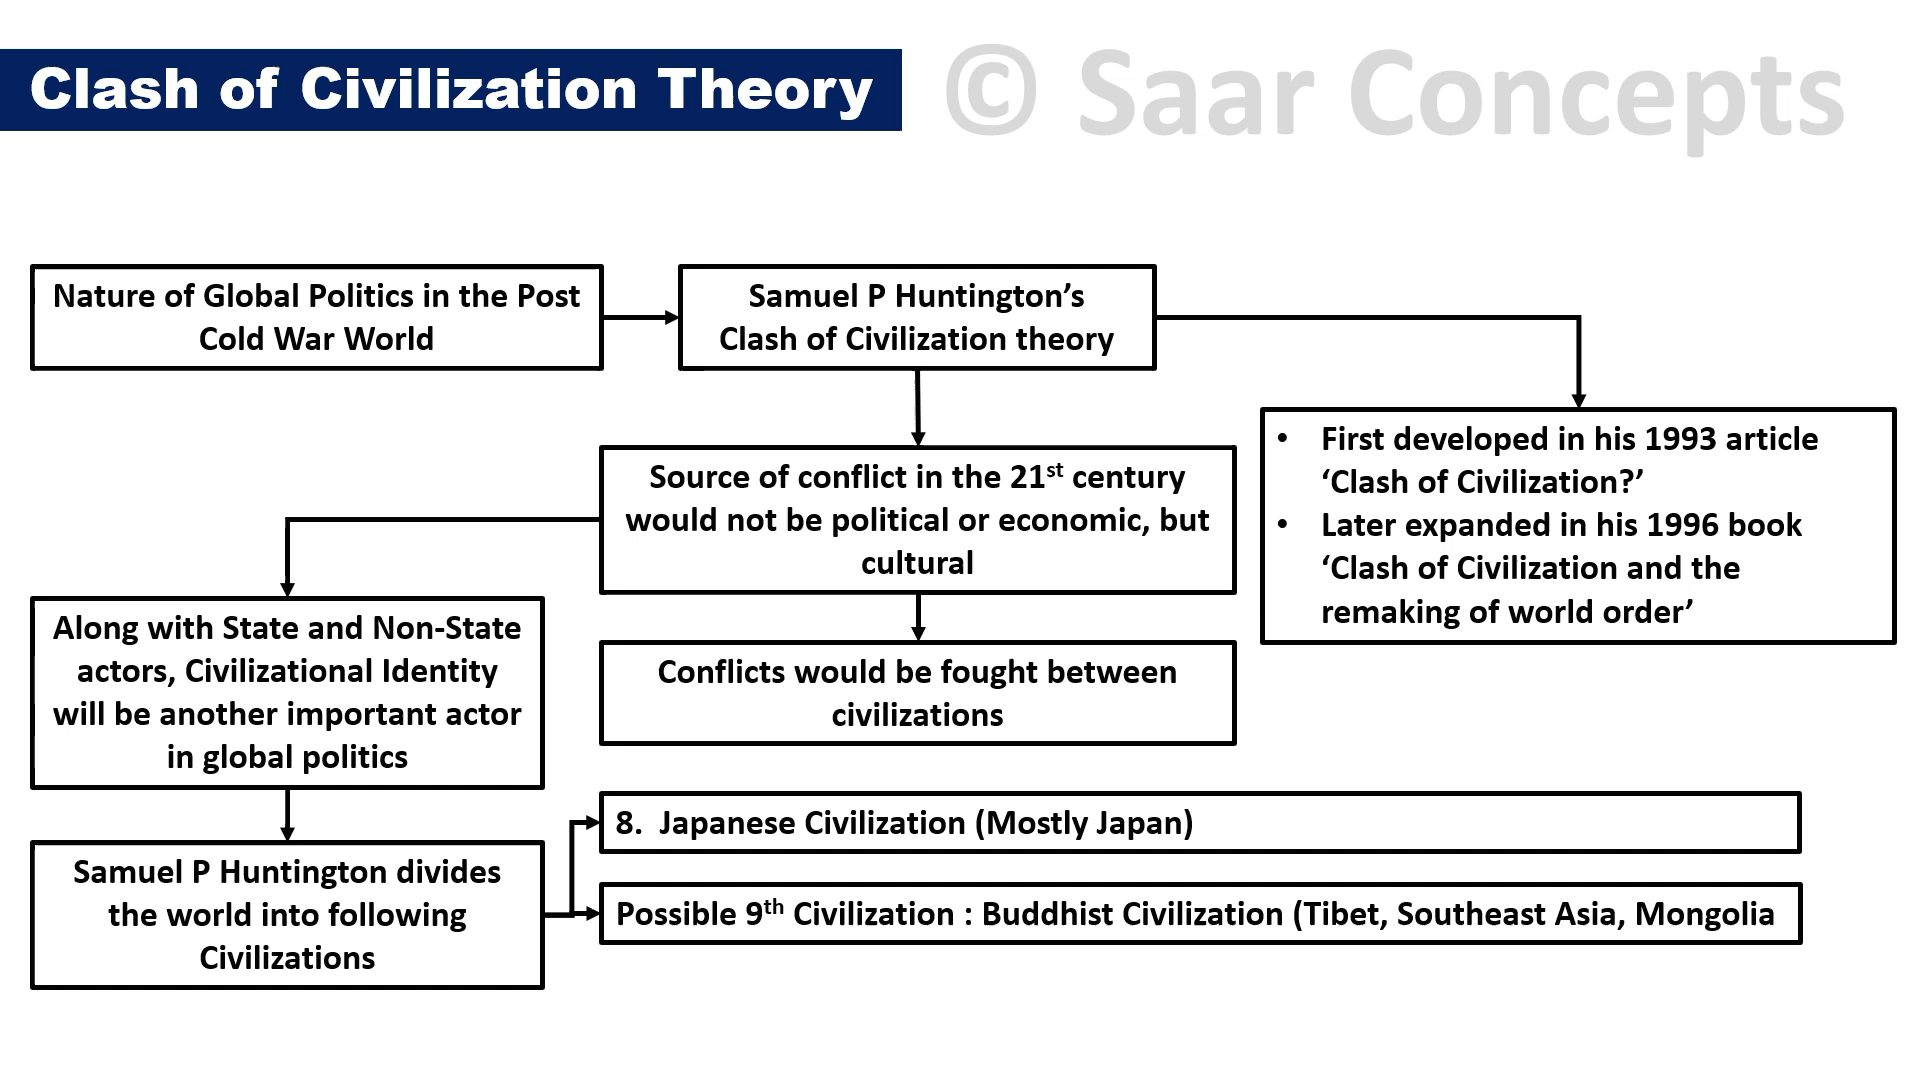 Clash of Civilization Theory
© Saar Concepts
Nature of Global Politics in the Post
Cold War World
Samuel P Huntington’s
Clash of Civilization theory
• First developed in his 1993 article
‘Clash of Civilization?’
• Later expanded in his 1996 book
‘Clash of Civilization and the
remaking of world order’
Source of conflict in the 21st century
would not be political or economic, but
cultural
Along with State and Non-State
actors, Civilizational Identity
will be another important actor
in global politics
Conflicts would be fought between
civilizations
Samuel P Huntington divides
the world into following
Civilizations
8. Japanese Civilization (Mostly Japan)
Possible 9th Civilization : Buddhist Civilization (Tibet, Southeast Asia, Mongolia